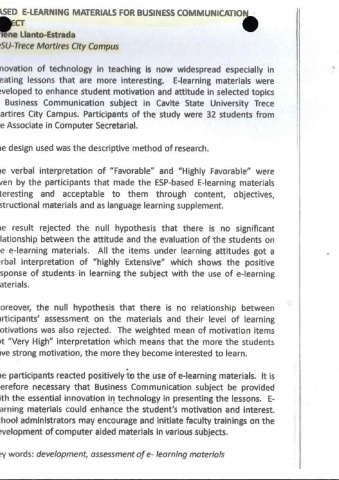 ASED E-LEARNING MATERIALS FOR BUSINESS COMMUNICATION
ECT
lene Llanto-Estrada
SU-Trece Martires City Campus
novation of technology in teaching is now widespread especially in
eating lessons that are more interesting. E-learning materials were
eveloped to enhance student motivation and attitude in selected topics
Business Communication subject in Cavite State University Trece
artires City Campus. Participants of the study were 32 students from
e Associate in Computer Secretarial.
e design used was the descriptive method of research.
e verbal interpretation of "Favorable" and "Highly Favorable" were
ven by the participants that made the ESP-based E-learning materials
teresting and acceptable to them through content, objectives,
structional materials and as language learning supplement.
e result rejected the null hypothesis that there is no significant
lationship between the attitude and the evaluation of the students on
e e-learning materials. All the items under learning attitudes got a
rbal interpretation of "highly Extensive" which shows the positive
sponse of students in learning the subject with the use of e-learning
aterials.
oreover, the null hypothesis that there is no relationship between
articipants' assessment on the materials and their level of learning
otivations was also rejected. The weighted mean of motivation items
ot "Very High" interpretation which means that the more the students
ave strong motivation, the more they become interested to learn.
e participants reacted positively to the use of e-learning materials. It is
erefore necessary that Business Communication subject be provided
ith the essential innovation in technology in presenting the lessons. E-
arning materials could enhance the student's motivation and interest.
chool administrators may encourage and initiate faculty trainings on the
evelopment of computer aided materials in various subjects.
ey words: development, assessment of e- learning materials